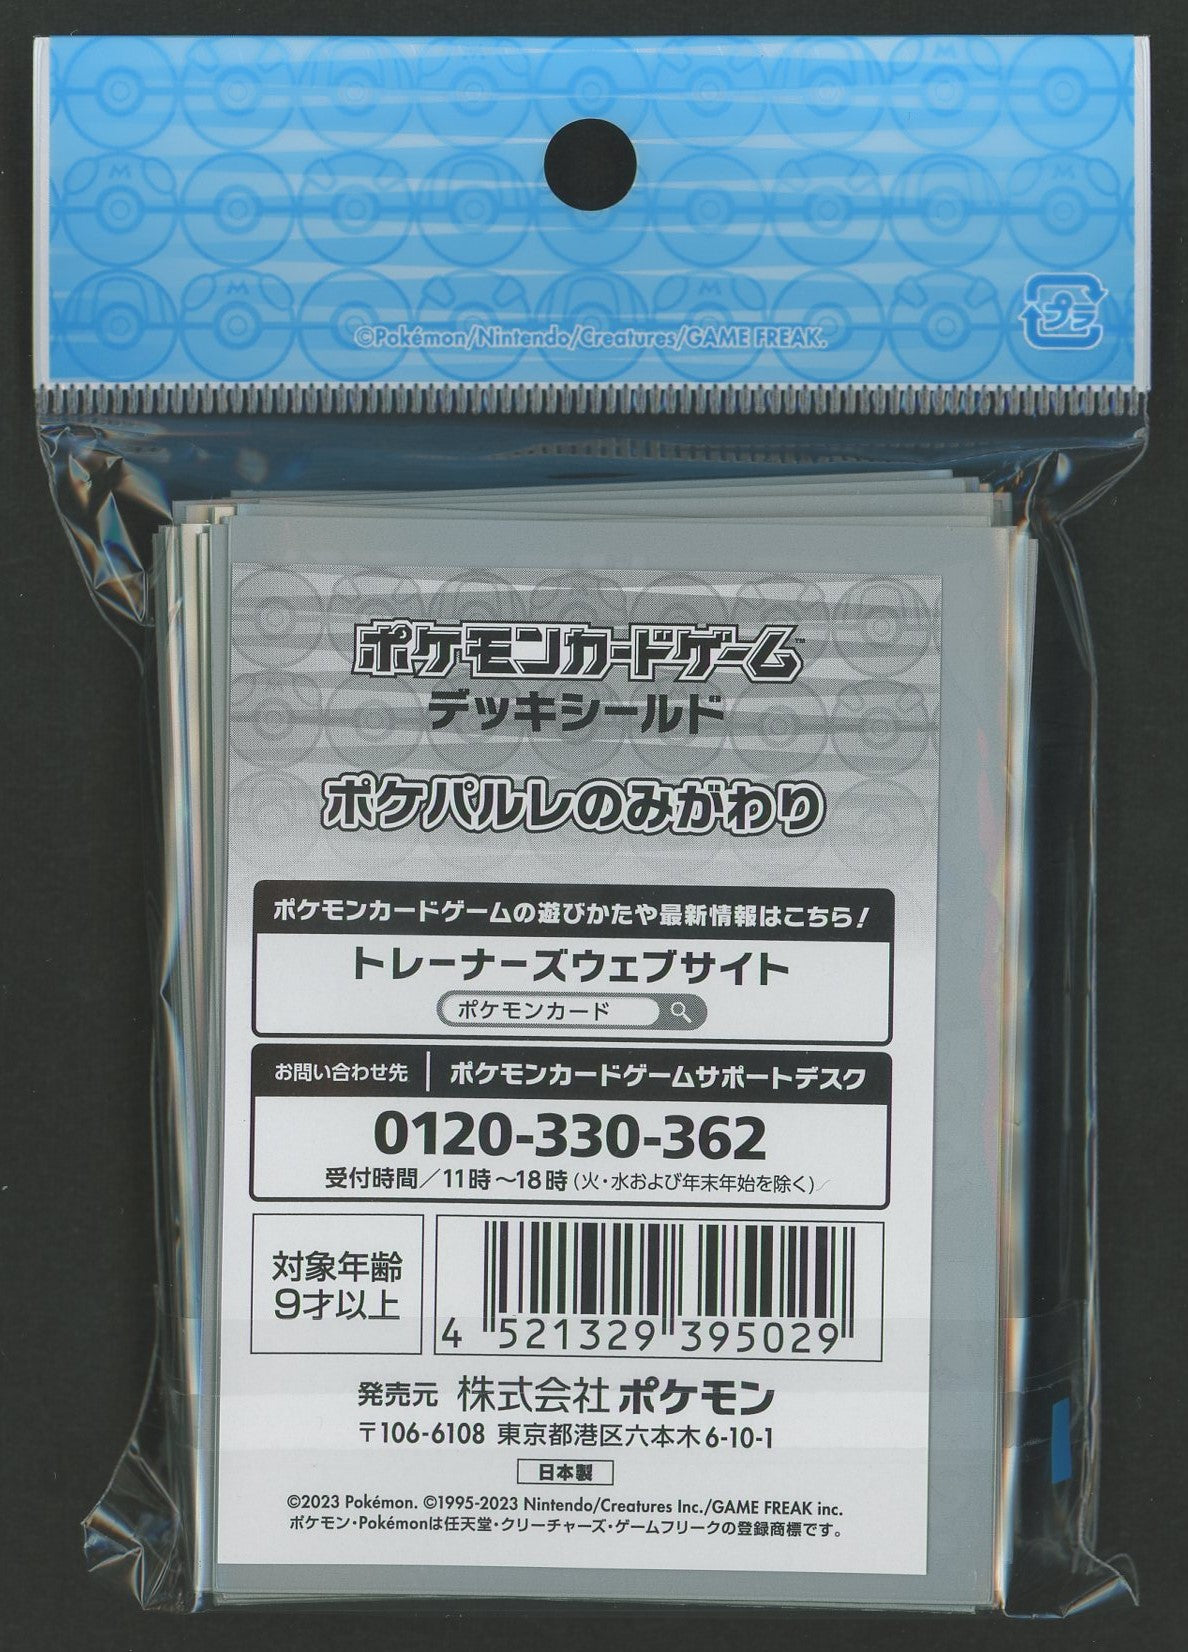 ©Pokémon/Nintendo/Creatures/GAME FREAK.
プラ
ポケモンカードゲーム™
デッキシールド
ポケパルレのみがわり
ポケモンカードゲームの遊びかたや最新情報はこちら!
トレーナーズウェブサイト
ポケモンカード
お問い合わせ先 ポケモンカードゲームサポートデスク
0120-330-362
受付時間/11時〜18時(火・水および年末年始を除く)
対象年齢
9才以上
4 521329 395029
発売元 株式会社ポケモン
〒106-6108 東京都港区六本木6-10-1
日本製
©2023 Pokémon. ©1995-2023 Nintendo/Creatures Inc./GAME FREAK inc.
ポケモン・Pokémonは任天堂・クリーチャーズ・ゲームフリークの登録商標です。